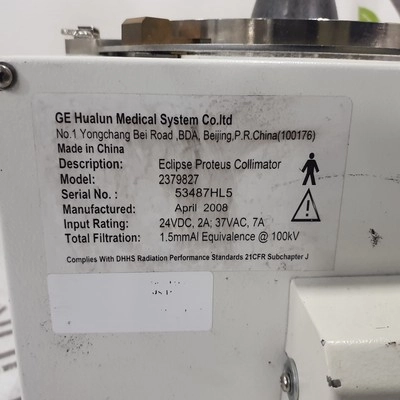 GE Hualun Medical System Co.ltd
No.1 Yongchang Bei Road ,BDA, Beijing,P.R.China(100176)
Made in China
Description: Eclipse Proteus Collimator
Model: 2379827
Serial No. : 53487HL5
Manufactured: April 2008
Input Rating: 24VDC, 2A; 37VAC, 7A
Total Filtration: 1.5mmAl Equivalence @ 100kV
Complies With DHHS Radiation Performance Standards 21CFR Subchapter J